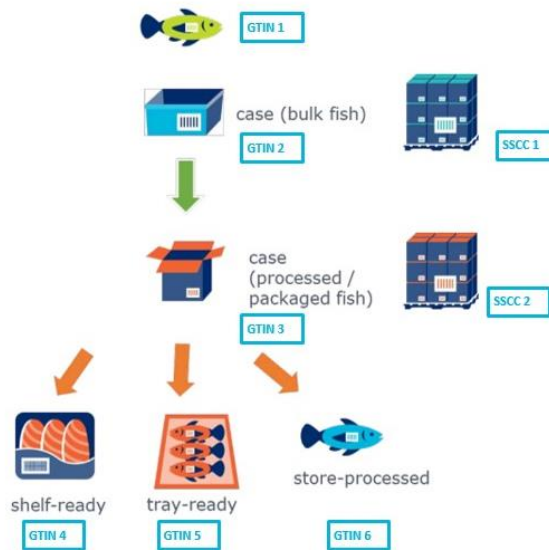 GTIN 1
case (bulk fish)
GTIN 2
SSCC 1
case
(processed /
packaged fish)
GTIN 3
SSCC 2
shelf-ready
GTIN 4
tray-ready
GTIN 5
store-processed
GTIN 6